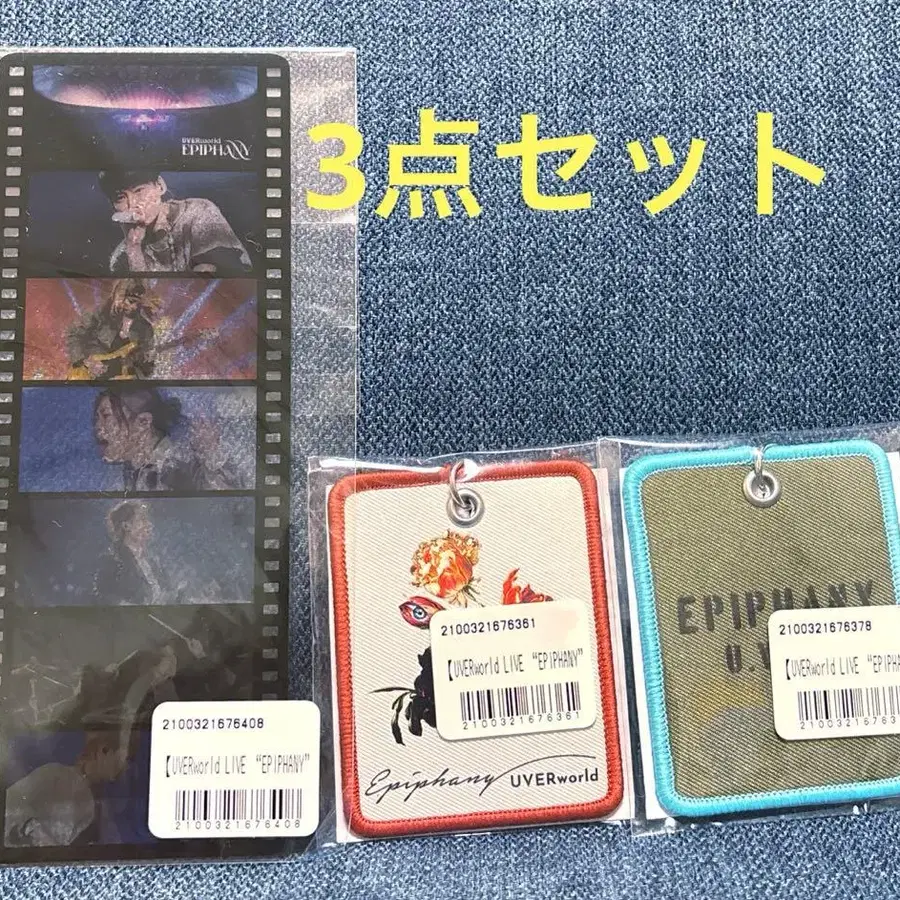 3点セット
UVERworld
EPIPHANY
2100321676408
【UVERworld LIVE “EPIPHANY”
2100321676408
2100321676361
【UVERworld LIVE “EPIPHANY”
2100321676361
Epiphany UVERworld
EPIPHANY
2100321676378
【UVERworld LIVE